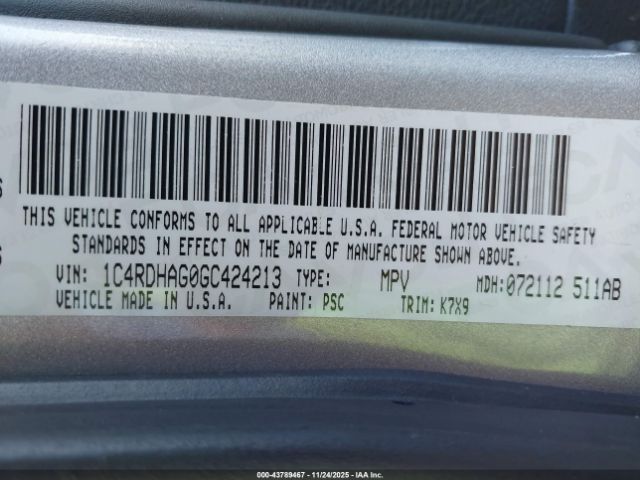 THIS VEHICLE CONFORMS TO ALL APPLICABLE U.S.A. FEDERAL MOTOR VEHICLE SAFETY
STANDARDS IN EFFECT ON THE DATE OF MANUFACTURE SHOWN ABOVE.
VIN: 1C4RDHAG0GC424213 TYPE: MPV MDH:072112 511AB
VEHICLE MADE IN U.S.A. PAINT: PSC TRIM: K7X9
000-43789467 - 11/24/2025 - IAAI, Inc.